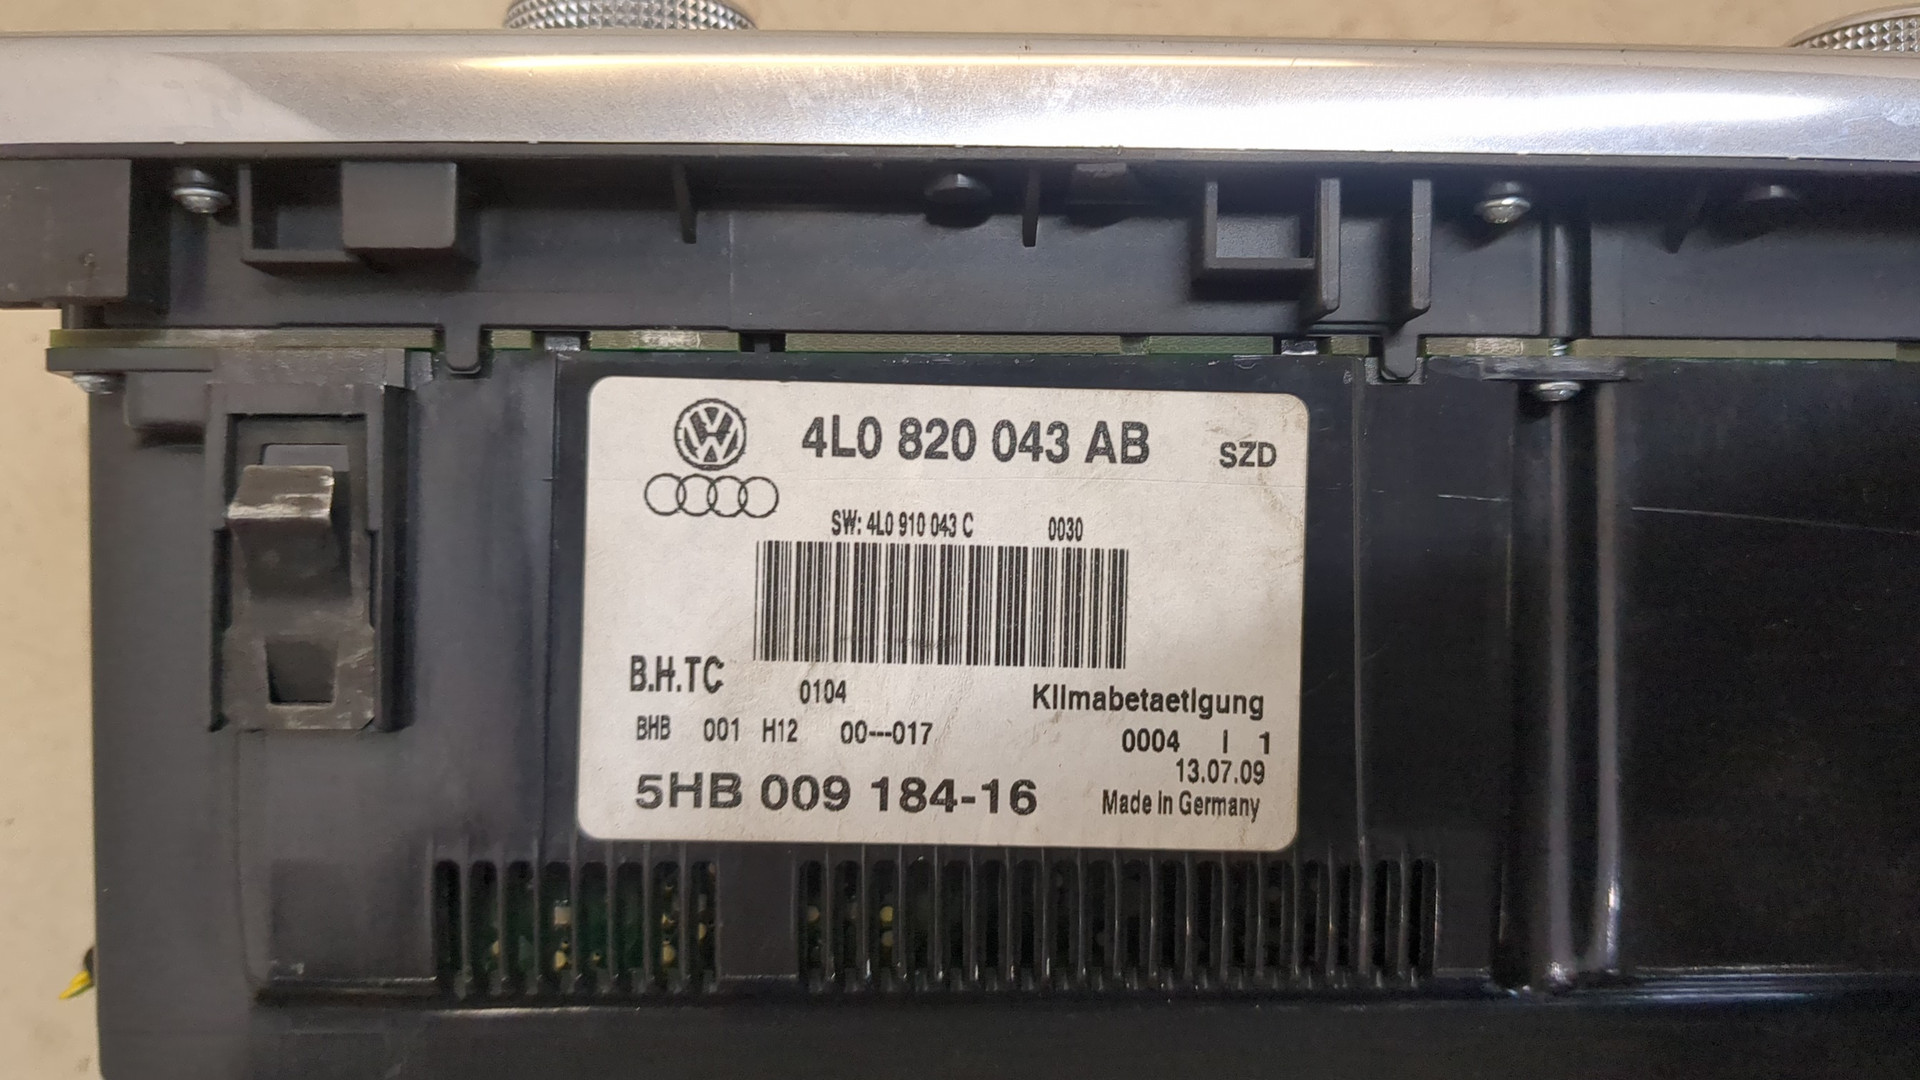 4L0 820 043 AB SZD
SW: 4L0 910 043 C 0030
B.H.TC 0104 Klimabetaetigung
BHB 001 H12 00---017 0004 I 1
13.07.09
5HB 009 184-16 Made in Germany